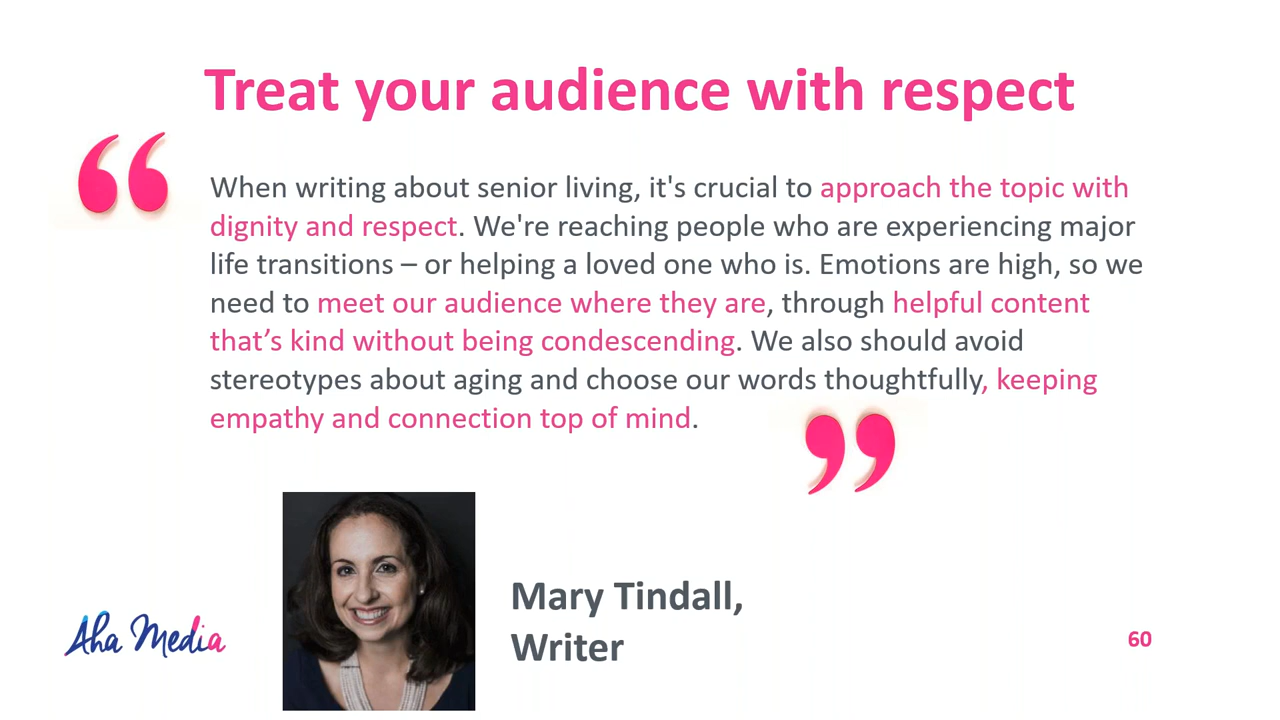 Treat your audience with respect
“
When writing about senior living, it's crucial to approach the topic with
dignity and respect. We're reaching people who are experiencing major
life transitions – or helping a loved one who is. Emotions are high, so we
need to meet our audience where they are, through helpful content
that’s kind without being condescending. We also should avoid
stereotypes about aging and choose our words thoughtfully, keeping
empathy and connection top of mind.
”
Mary Tindall,
Writer
Aha Media
60